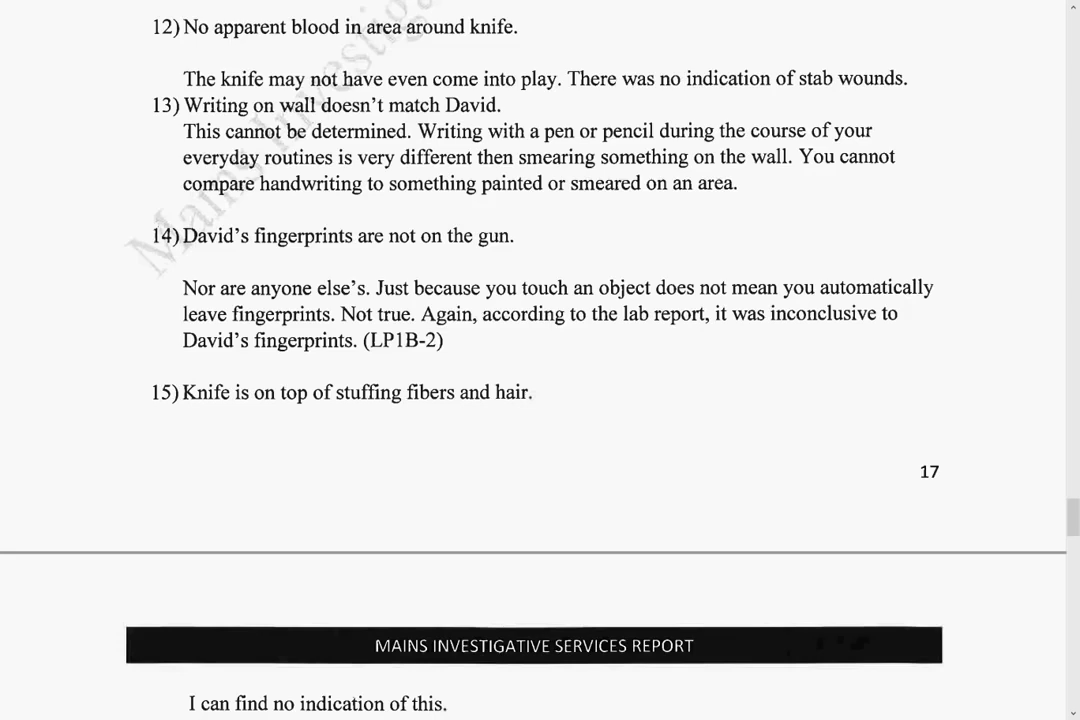 12) No apparent blood in area around knife.
The knife may not have even come into play. There was no indication of stab wounds.
13) Writing on wall doesn't match David.
This cannot be determined. Writing with a pen or pencil during the course of your
everyday routines is very different then smearing something on the wall. You cannot
compare handwriting to something painted or smeared on an area.
14) David's fingerprints are not on the gun.
Nor are anyone else's. Just because you touch an object does not mean you automatically
leave fingerprints. Not true. Again, according to the lab report, it was inconclusive to
David's fingerprints. (LP1B-2)
15) Knife is on top of stuffing fibers and hair.
17
MAINS INVESTIGATIVE SERVICES REPORT
I can find no indication of this.